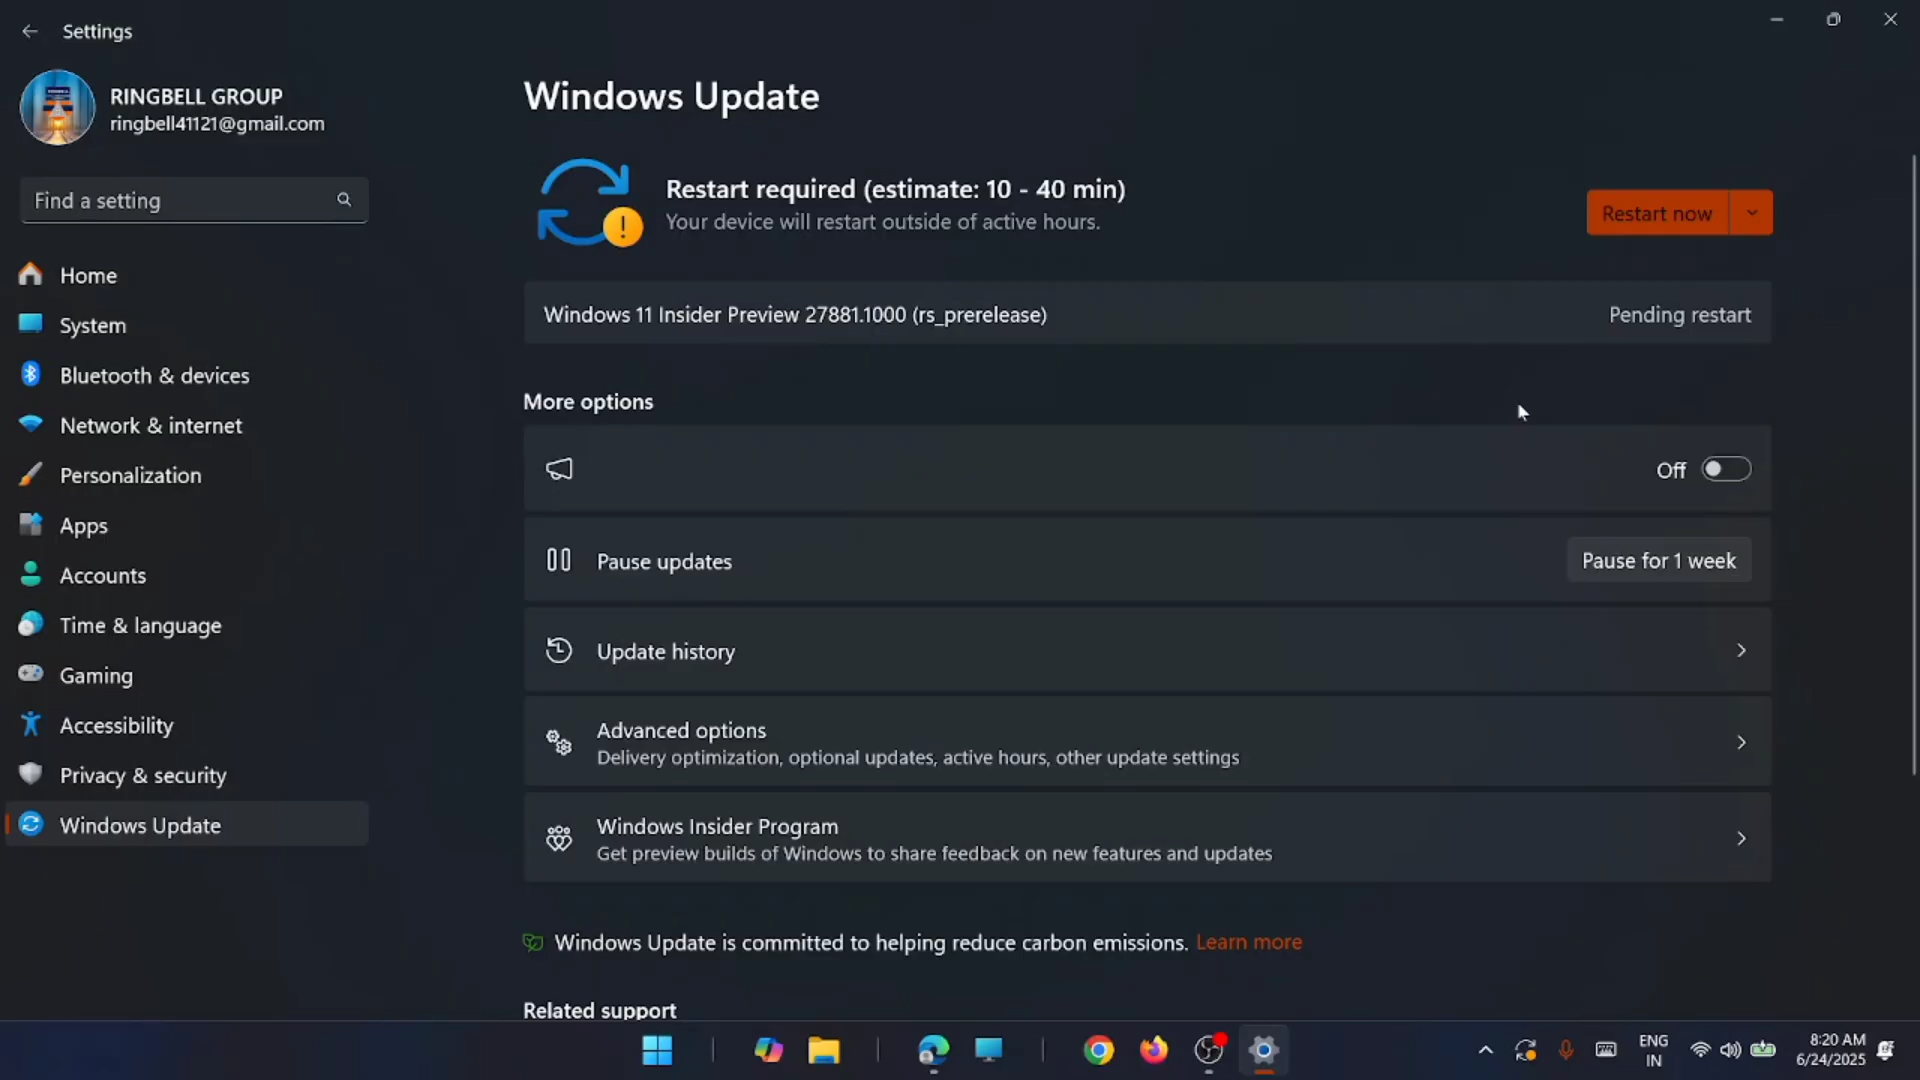 Settings
RINGBELL GROUP
ringbell41121@gmail.com
Find a setting
Home
System
Bluetooth & devices
Network & internet
Personalization
Apps
Accounts
Time & language
Gaming
Accessibility
Privacy & security
Windows Update
Windows Update
Restart required (estimate: 10 - 40 min)
Your device will restart outside of active hours.
Restart now
Windows 11 Insider Preview 27881.1000 (rs_prerelease)
Pending restart
More options
Off
Pause updates
Pause for 1 week
Update history
Advanced options
Delivery optimization, optional updates, active hours, other update settings
Windows Insider Program
Get preview builds of Windows to share feedback on new features and updates
Windows Update is committed to helping reduce carbon emissions. Learn more
Related support
ENG
IN
8:20 AM
6/24/2025